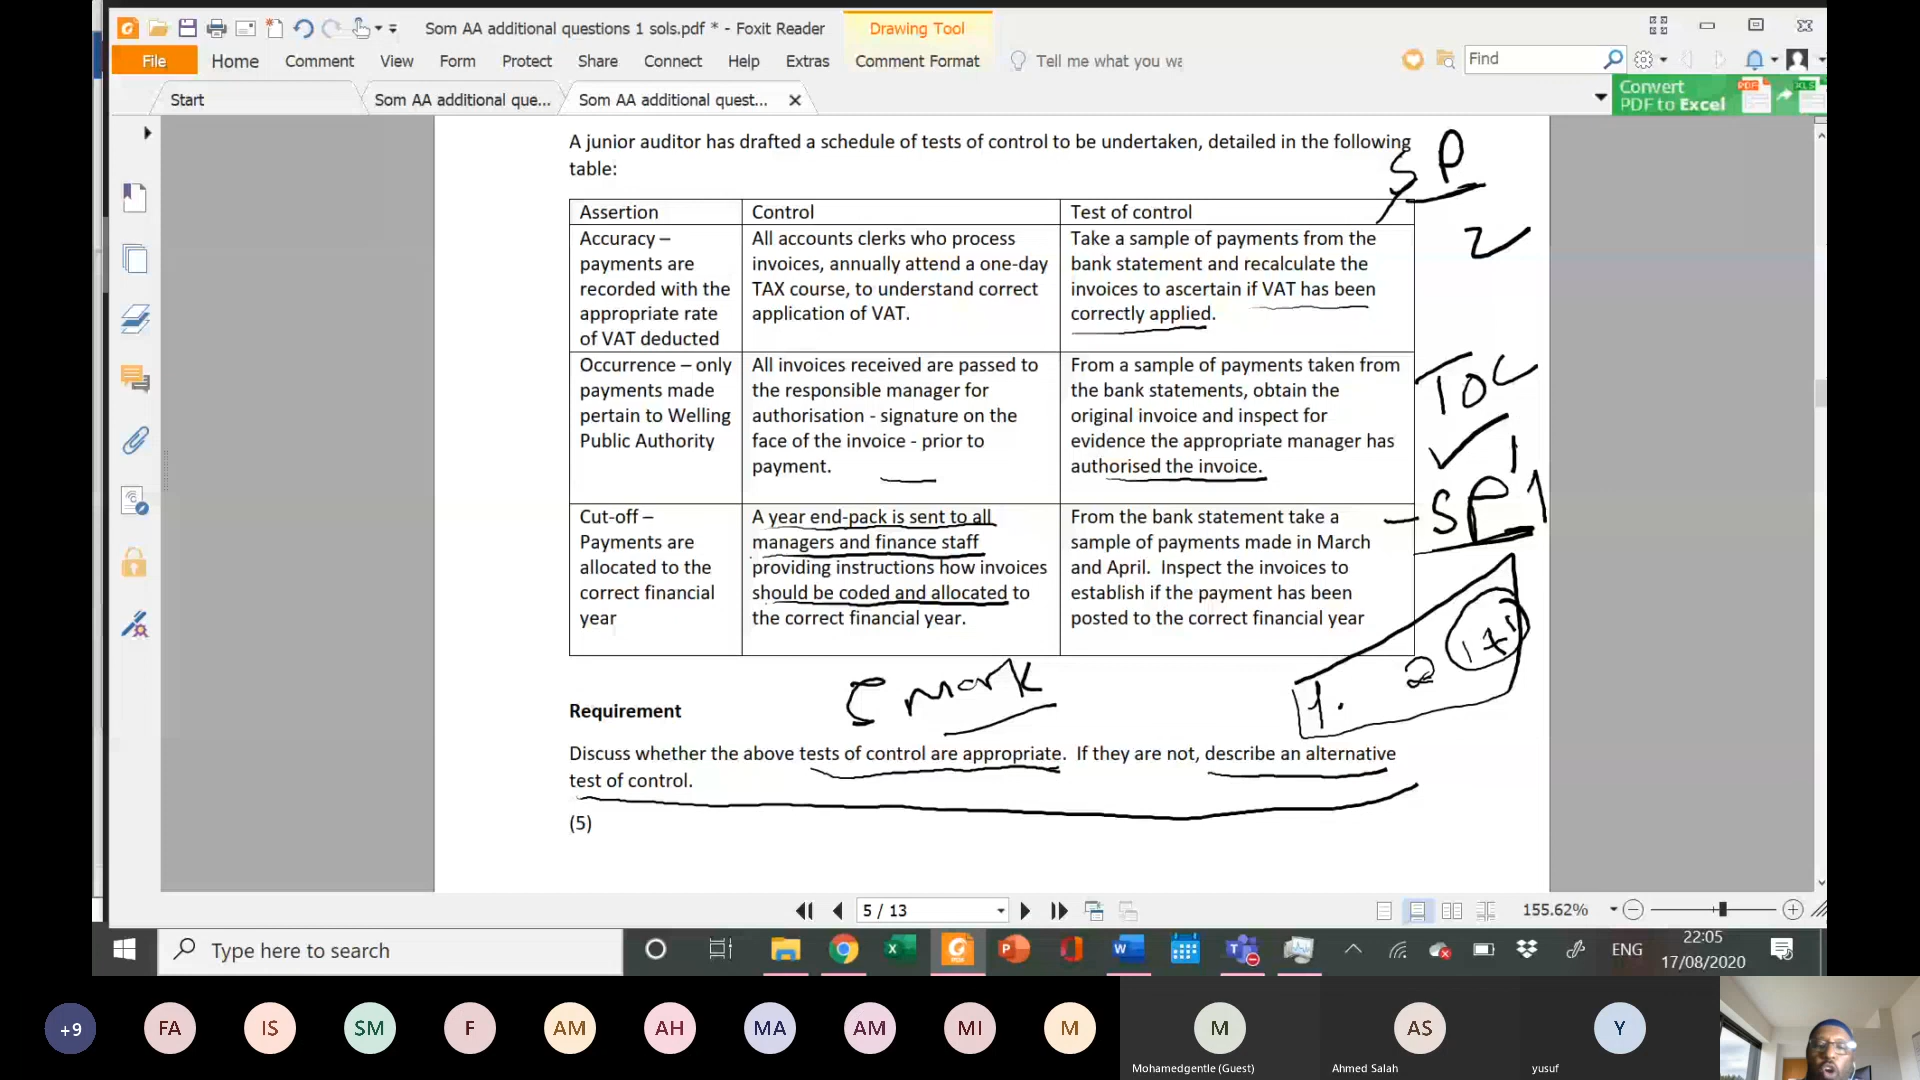 Som AA additional questions 1 sols.pdf * - Foxit Reader
Drawing Tool
File
Home
Comment
View
Form
Protect
Share
Connect
Help
Extras
Comment Format
Tell me what you wa
Find
Start
Som AA additional que...
Som AA additional quest...
Convert
PDF to Excel
A junior auditor has drafted a schedule of tests of control to be undertaken, detailed in the following
table:
SP
2
Assertion
Control
Test of control
Accuracy –
payments are
recorded with the
appropriate rate
of VAT deducted
All accounts clerks who process
invoices, annually attend a one-day
TAX course, to understand correct
application of VAT.
Take a sample of payments from the
bank statement and recalculate the
invoices to ascertain if VAT has been
correctly applied.
Occurrence – only
payments made
pertain to Welling
Public Authority
All invoices received are passed to
the responsible manager for
authorisation - signature on the
face of the invoice - prior to
payment.
From a sample of payments taken from
the bank statements, obtain the
original invoice and inspect for
evidence the appropriate manager has
authorised the invoice.
TOC
1
Cut-off –
Payments are
allocated to the
correct financial
year
A year end-pack is sent to all
managers and finance staff
providing instructions how invoices
should be coded and allocated to
the correct financial year.
From the bank statement take a
sample of payments made in March
and April. Inspect the invoices to
establish if the payment has been
posted to the correct financial year
SP 1
1. 2 1+1
5 mark
Requirement
Discuss whether the above tests of control are appropriate. If they are not, describe an alternative
test of control.
(5)
5 / 13
155.62%
Type here to search
ENG
22:05
17/08/2020
+9
FA
IS
SM
F
AM
AH
MA
AM
MI
M
M
Mohamedgentle (Guest)
AS
Ahmed Salah
Y
yusuf